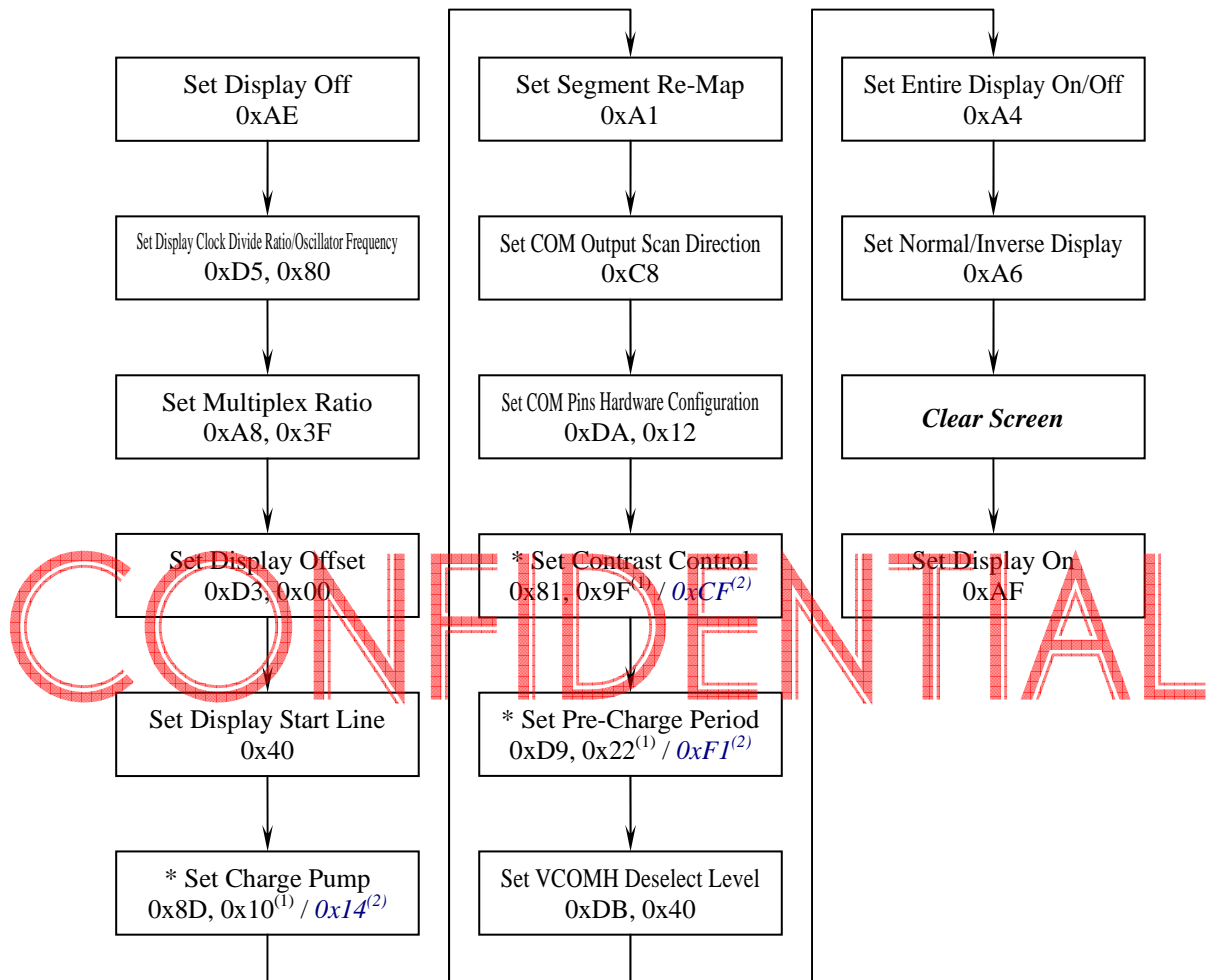 Set Display Off
0xAE
Set Display Clock Divide Ratio/Oscillator Frequency
0xD5, 0x80
Set Multiplex Ratio
0xA8, 0x3F
Set Display Offset
0xD3, 0x00
Set Display Start Line
0x40
* Set Charge Pump
0x8D, 0x10(1) / 0x14(2)
Set Segment Re-Map
0xA1
Set COM Output Scan Direction
0xC8
Set COM Pins Hardware Configuration
0xDA, 0x12
* Set Contrast Control
0x81, 0x9F(1) / 0xCF(2)
* Set Pre-Charge Period
0xD9, 0x22(1) / 0xF1(2)
Set VCOMH Deselect Level
0xDB, 0x40
Set Entire Display On/Off
0xA4
Set Normal/Inverse Display
0xA6
Clear Screen
Set Display On
0xAF
CONFIDENTIAL